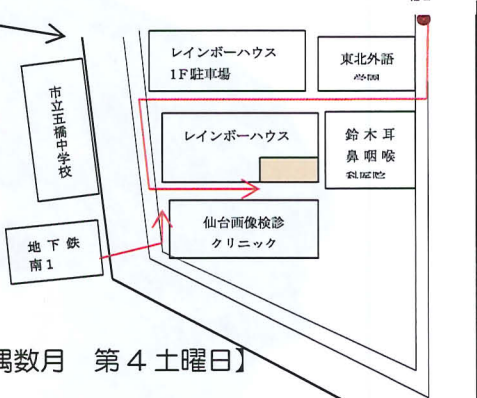 レインボーハウス
1F駐車場
東北外語
学園
市立五橋中学校
レインボーハウス
鈴木耳
鼻咽喉
科医院
仙台画像検診
クリニック
地下鉄
南1
偶数月 第4土曜日】